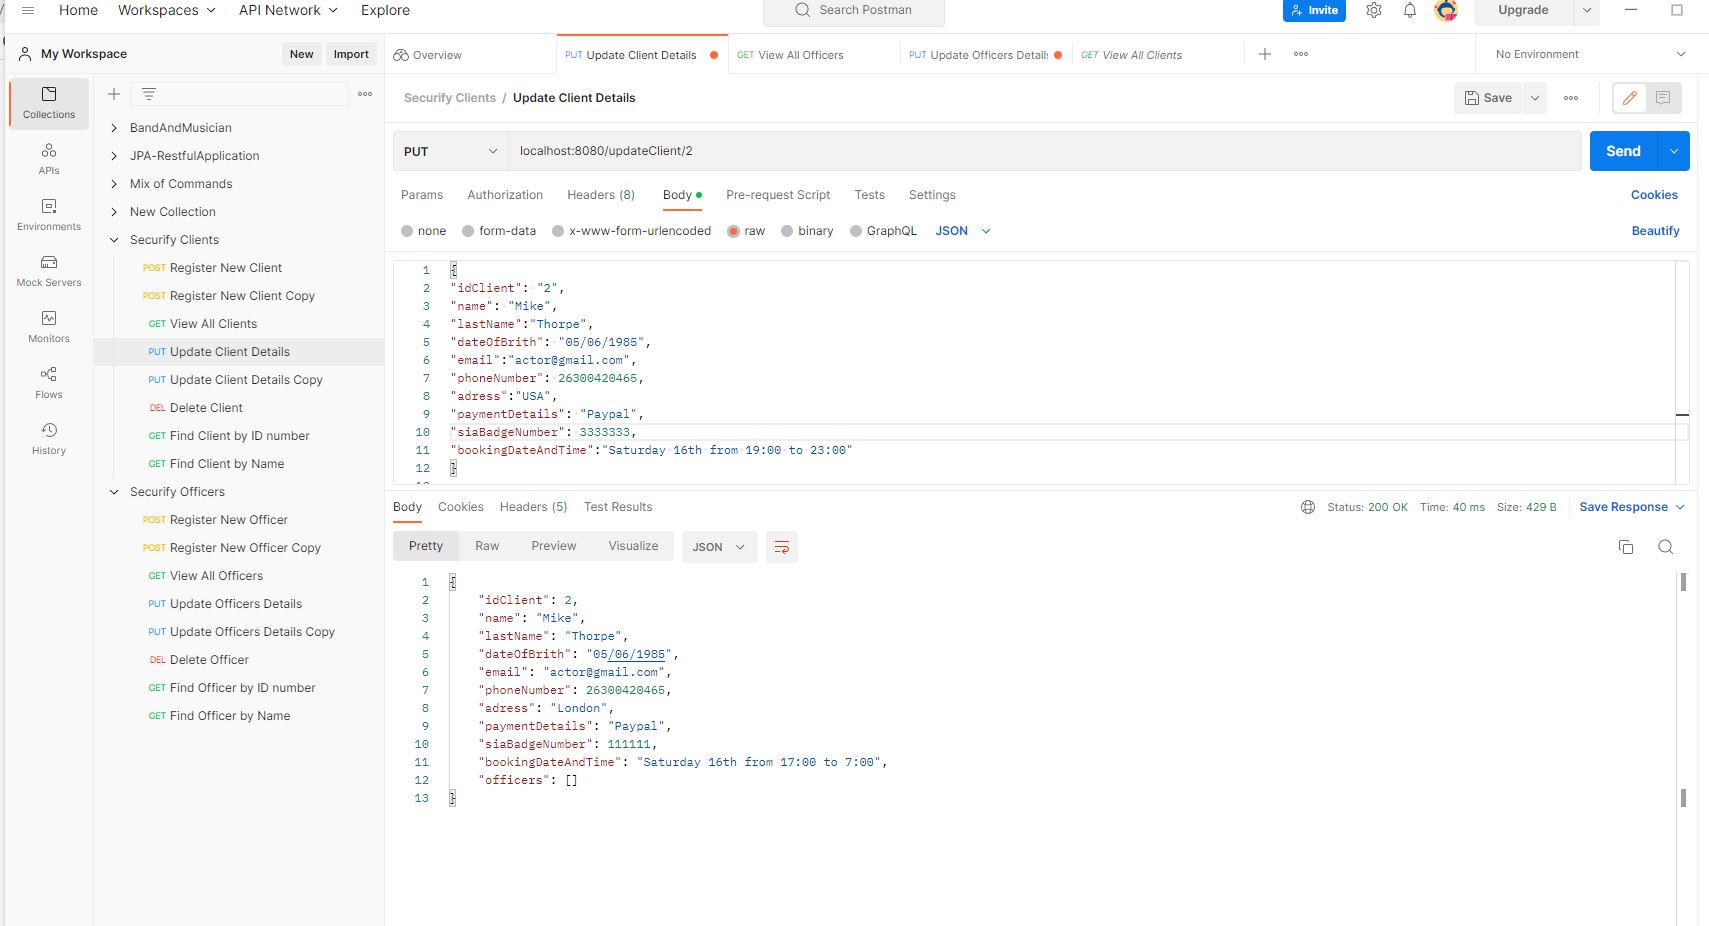 Home Workspaces API Network Explore Search Postman Invite Upgrade
My Workspace New Import Overview PUT Update Client Details GET View All Officers PUT Update Officers Details GET View All Clients No Environment
Collections
APIs
Environments
Mock Servers
Monitors
Flows
History
BandAndMusician
JPA-RestfulApplication
Mix of Commands
New Collection
Securify Clients
POST Register New Client
POST Register New Client Copy
GET View All Clients
PUT Update Client Details
PUT Update Client Details Copy
DEL Delete Client
GET Find Client by ID number
GET Find Client by Name
Securify Officers
POST Register New Officer
POST Register New Officer Copy
GET View All Officers
PUT Update Officers Details
PUT Update Officers Details Copy
DEL Delete Officer
GET Find Officer by ID number
GET Find Officer by Name
Securify Clients / Update Client Details Save
PUT localhost:8080/updateClient/2 Send
Params Authorization Headers (8) Body Pre-request Script Tests Settings Cookies
none form-data x-www-form-urlencoded raw binary GraphQL JSON Beautify
1 {
2 "idClient": "2",
3 "name": "Mike",
4 "lastName":"Thorpe",
5 "dateOfBrith": "05/06/1985",
6 "email":"actor@gmail.com",
7 "phoneNumber": 26300420465,
8 "adress":"USA",
9 "paymentDetails": "Paypal",
10 "siaBadgeNumber": 3333333,
11 "bookingDateAndTime":"Saturday 16th from 19:00 to 23:00"
12 }
Body Cookies Headers (5) Test Results Status: 200 OK Time: 40 ms Size: 429 B Save Response
Pretty Raw Preview Visualize JSON
1 {
2 "idClient": 2,
3 "name": "Mike",
4 "lastName": "Thorpe",
5 "dateOfBrith": "05/06/1985",
6 "email": "actor@gmail.com",
7 "phoneNumber": 26300420465,
8 "adress": "London",
9 "paymentDetails": "Paypal",
10 "siaBadgeNumber": 111111,
11 "bookingDateAndTime": "Saturday 16th from 17:00 to 7:00",
12 "officers": []
13 }